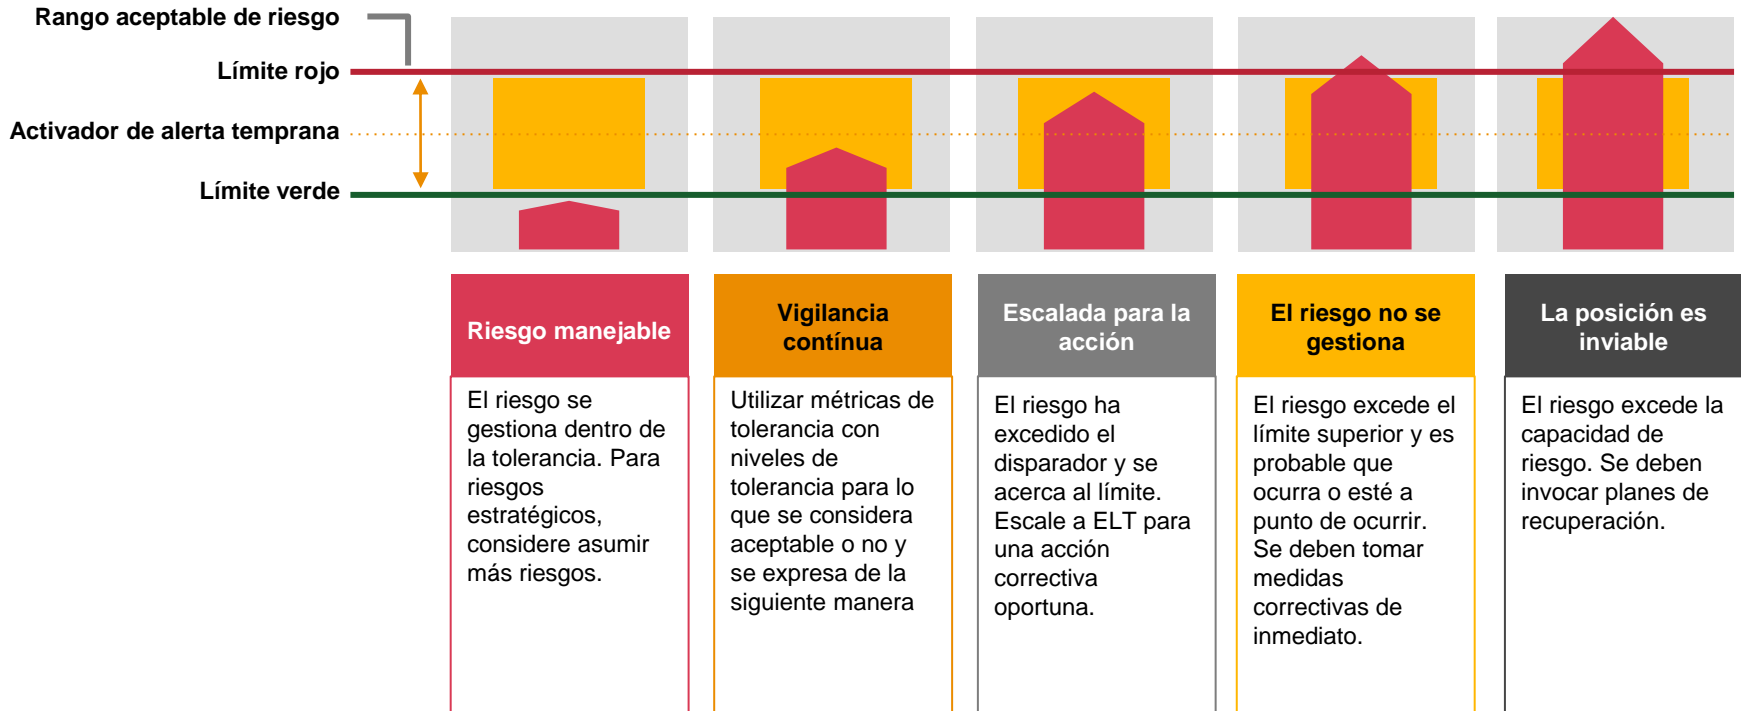 Rango aceptable de riesgo
Límite rojo
Activador de alerta temprana
Límite verde
Riesgo manejable
El riesgo se
gestiona dentro de
la tolerancia. Para
riesgos
estratégicos,
considere asumir
más riesgos.
Vigilancia
contínua
Utilizar métricas de
tolerancia con
niveles de
tolerancia para lo
que se considera
aceptable o no y
se expresa de la
siguiente manera
Escalada para la
acción
El riesgo ha
excedido el
disparador y se
acerca al límite.
Escale a ELT para
una acción
correctiva
oportuna.
El riesgo no se
gestiona
El riesgo excede el
límite superior y es
probable que
ocurra o esté a
punto de ocurrir.
Se deben tomar
medidas
correctivas de
inmediato.
La posición es
inviable
El riesgo excede la
capacidad de
riesgo. Se deben
invocar planes de
recuperación.